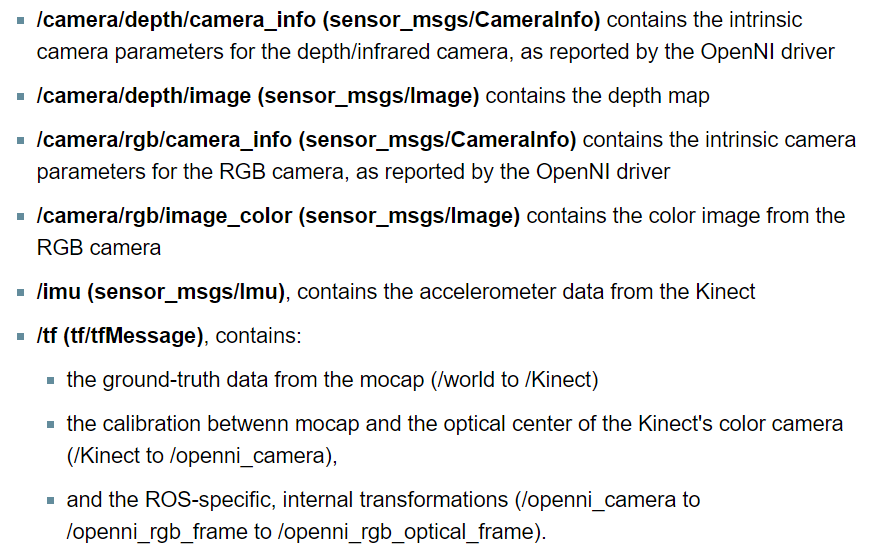 /camera/depth/camera_info (sensor_msgs/CameraInfo) contains the intrinsic
camera parameters for the depth/infrared camera, as reported by the OpenNI driver
/camera/depth/image (sensor_msgs/Image) contains the depth map
/camera/rgb/camera_info (sensor_msgs/CameraInfo) contains the intrinsic camera
parameters for the RGB camera, as reported by the OpenNI driver
/camera/rgb/image_color (sensor_msgs/Image) contains the color image from the
RGB camera
/imu (sensor_msgs/Imu), contains the accelerometer data from the Kinect
/tf (tf/tfMessage), contains:
the ground-truth data from the mocap (/world to /Kinect)
the calibration betwenn mocap and the optical center of the Kinect's color camera
(/Kinect to /openni_camera),
and the ROS-specific, internal transformations (/openni_camera to
/openni_rgb_frame to /openni_rgb_optical_frame).